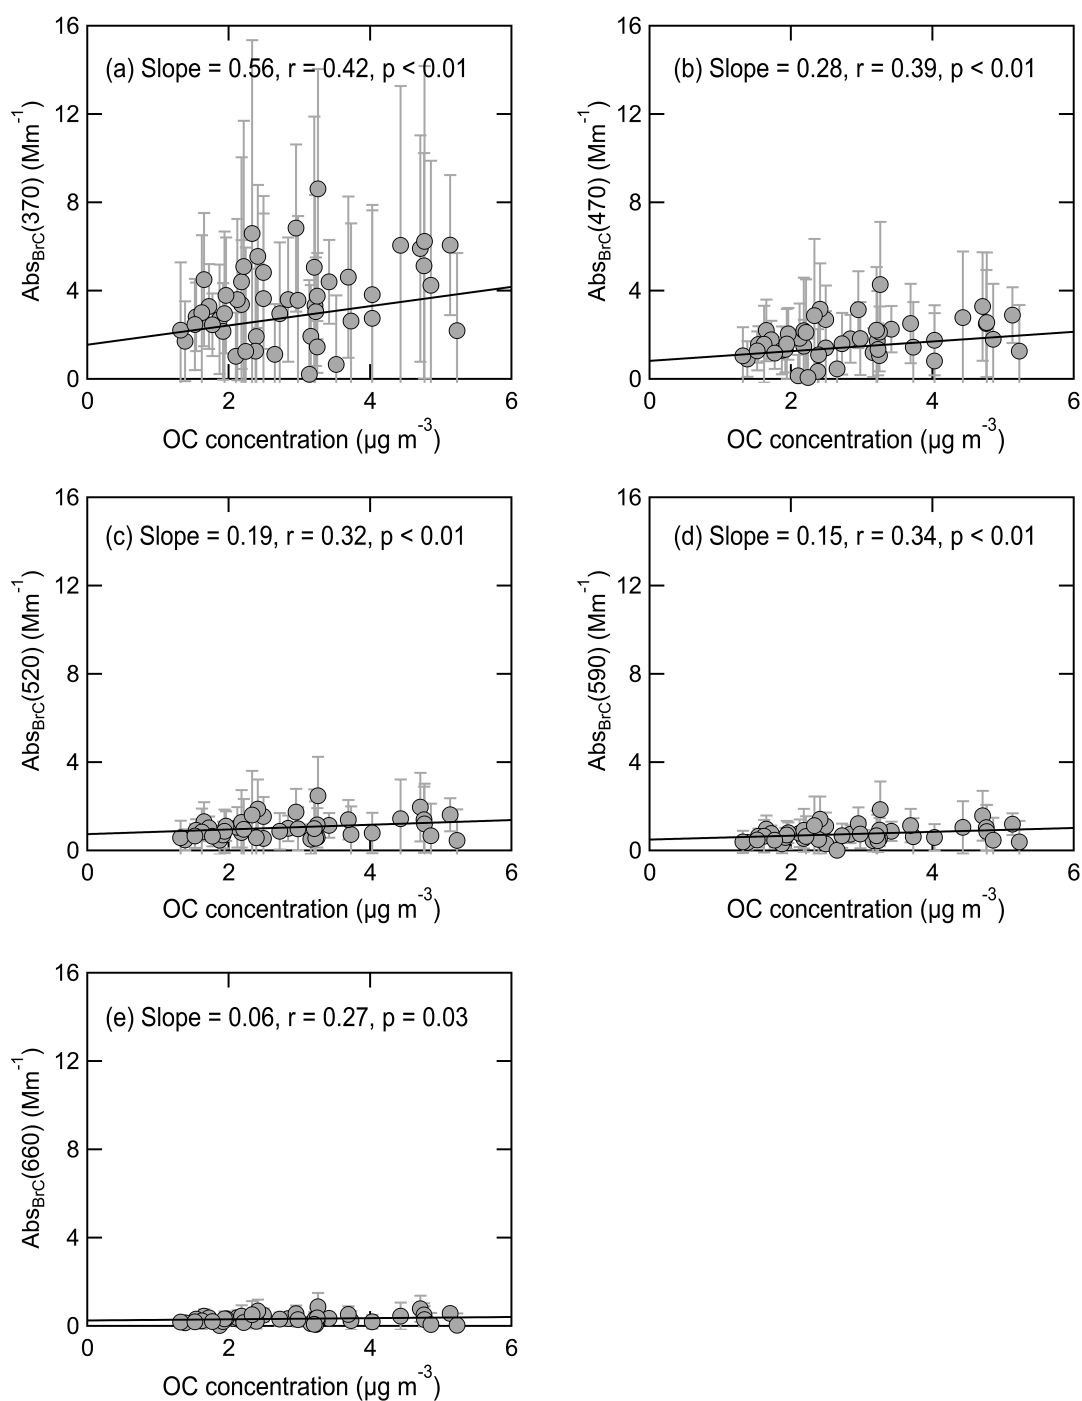 16
12
8
4
0
0 2 4 6
Abs_BrC(370) (Mm⁻¹)
(a) Slope = 0.56, r = 0.42, p < 0.01
OC concentration (µg m⁻³)
16
12
8
4
0
0 2 4 6
Abs_BrC(470) (Mm⁻¹)
(b) Slope = 0.28, r = 0.39, p < 0.01
OC concentration (µg m⁻³)
16
12
8
4
0
0 2 4 6
Abs_BrC(520) (Mm⁻¹)
(c) Slope = 0.19, r = 0.32, p < 0.01
OC concentration (µg m⁻³)
16
12
8
4
0
0 2 4 6
Abs_BrC(590) (Mm⁻¹)
(d) Slope = 0.15, r = 0.34, p < 0.01
OC concentration (µg m⁻³)
16
12
8
4
0
0 2 4 6
Abs_BrC(660) (Mm⁻¹)
(e) Slope = 0.06, r = 0.27, p = 0.03
OC concentration (µg m⁻³)